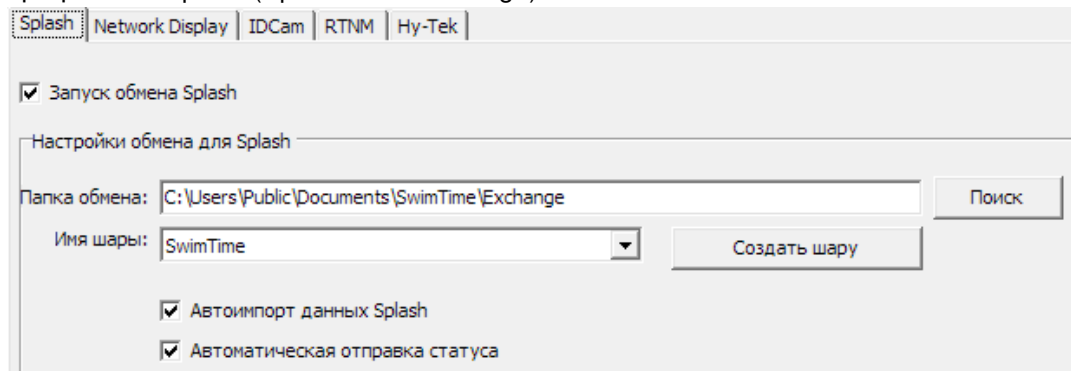 Splash Network Display IDCam RTNM Hy-Tek
Запуск обмена Splash
Настройки обмена для Splash
Папка обмена: C:\Users\Public\Documents\SwimTime\Exchange Поиск
Имя шары: SwimTime Создать шару
Автоимпорт данных Splash
Автоматическая отправка статуса